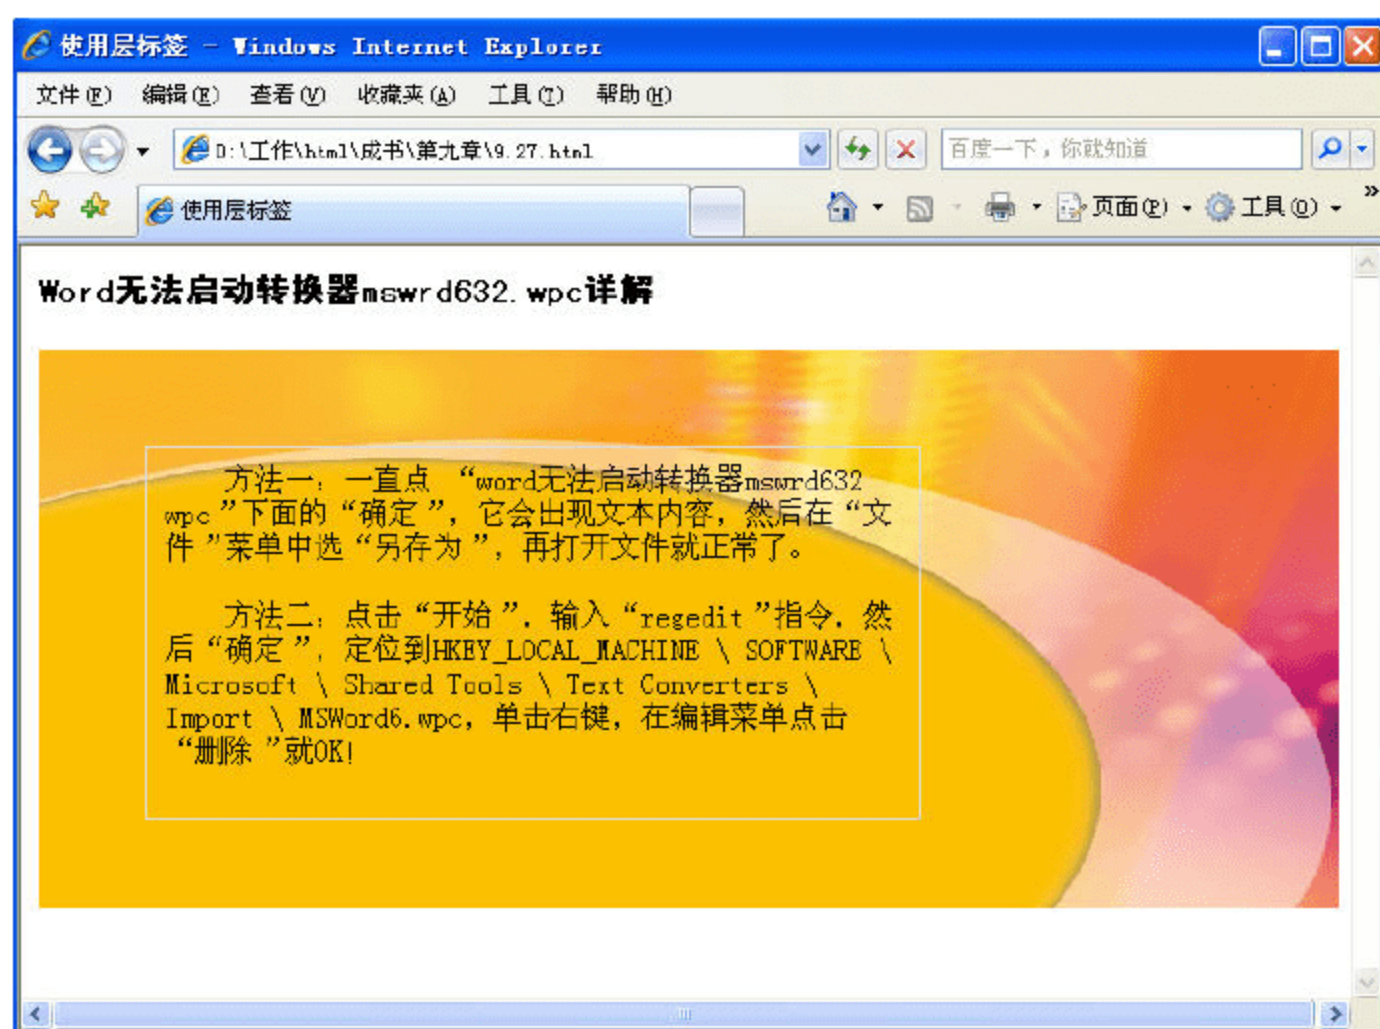 使用层标签 - Windows Internet Explorer
文件(F) 编辑(E) 查看(V) 收藏夹(A) 工具(T) 帮助(H)
D:\工作\html\成书\第九章\9.27.html 百度一下，你就知道
使用层标签 页面(P) 工具(O) »
Word无法启动转换器mswrd632.wpc详解
方法一：一直点 “word无法启动转换器mswrd632
wpc ”下面的 “确定 ”，它会出现文本内容，然后在 “文
件 ”菜单中选 “另存为 ”，再打开文件就正常了。
方法二：点击 “开始 ”，输入 “regedit ”指令，然
后 “确定 ”，定位到HKEY_LOCAL_MACHINE \ SOFTWARE \
Microsoft \ Shared Tools \ Text Converters \
Import \ MSWord6.wpc，单击右键，在编辑菜单点击
“删除 ”就OK!